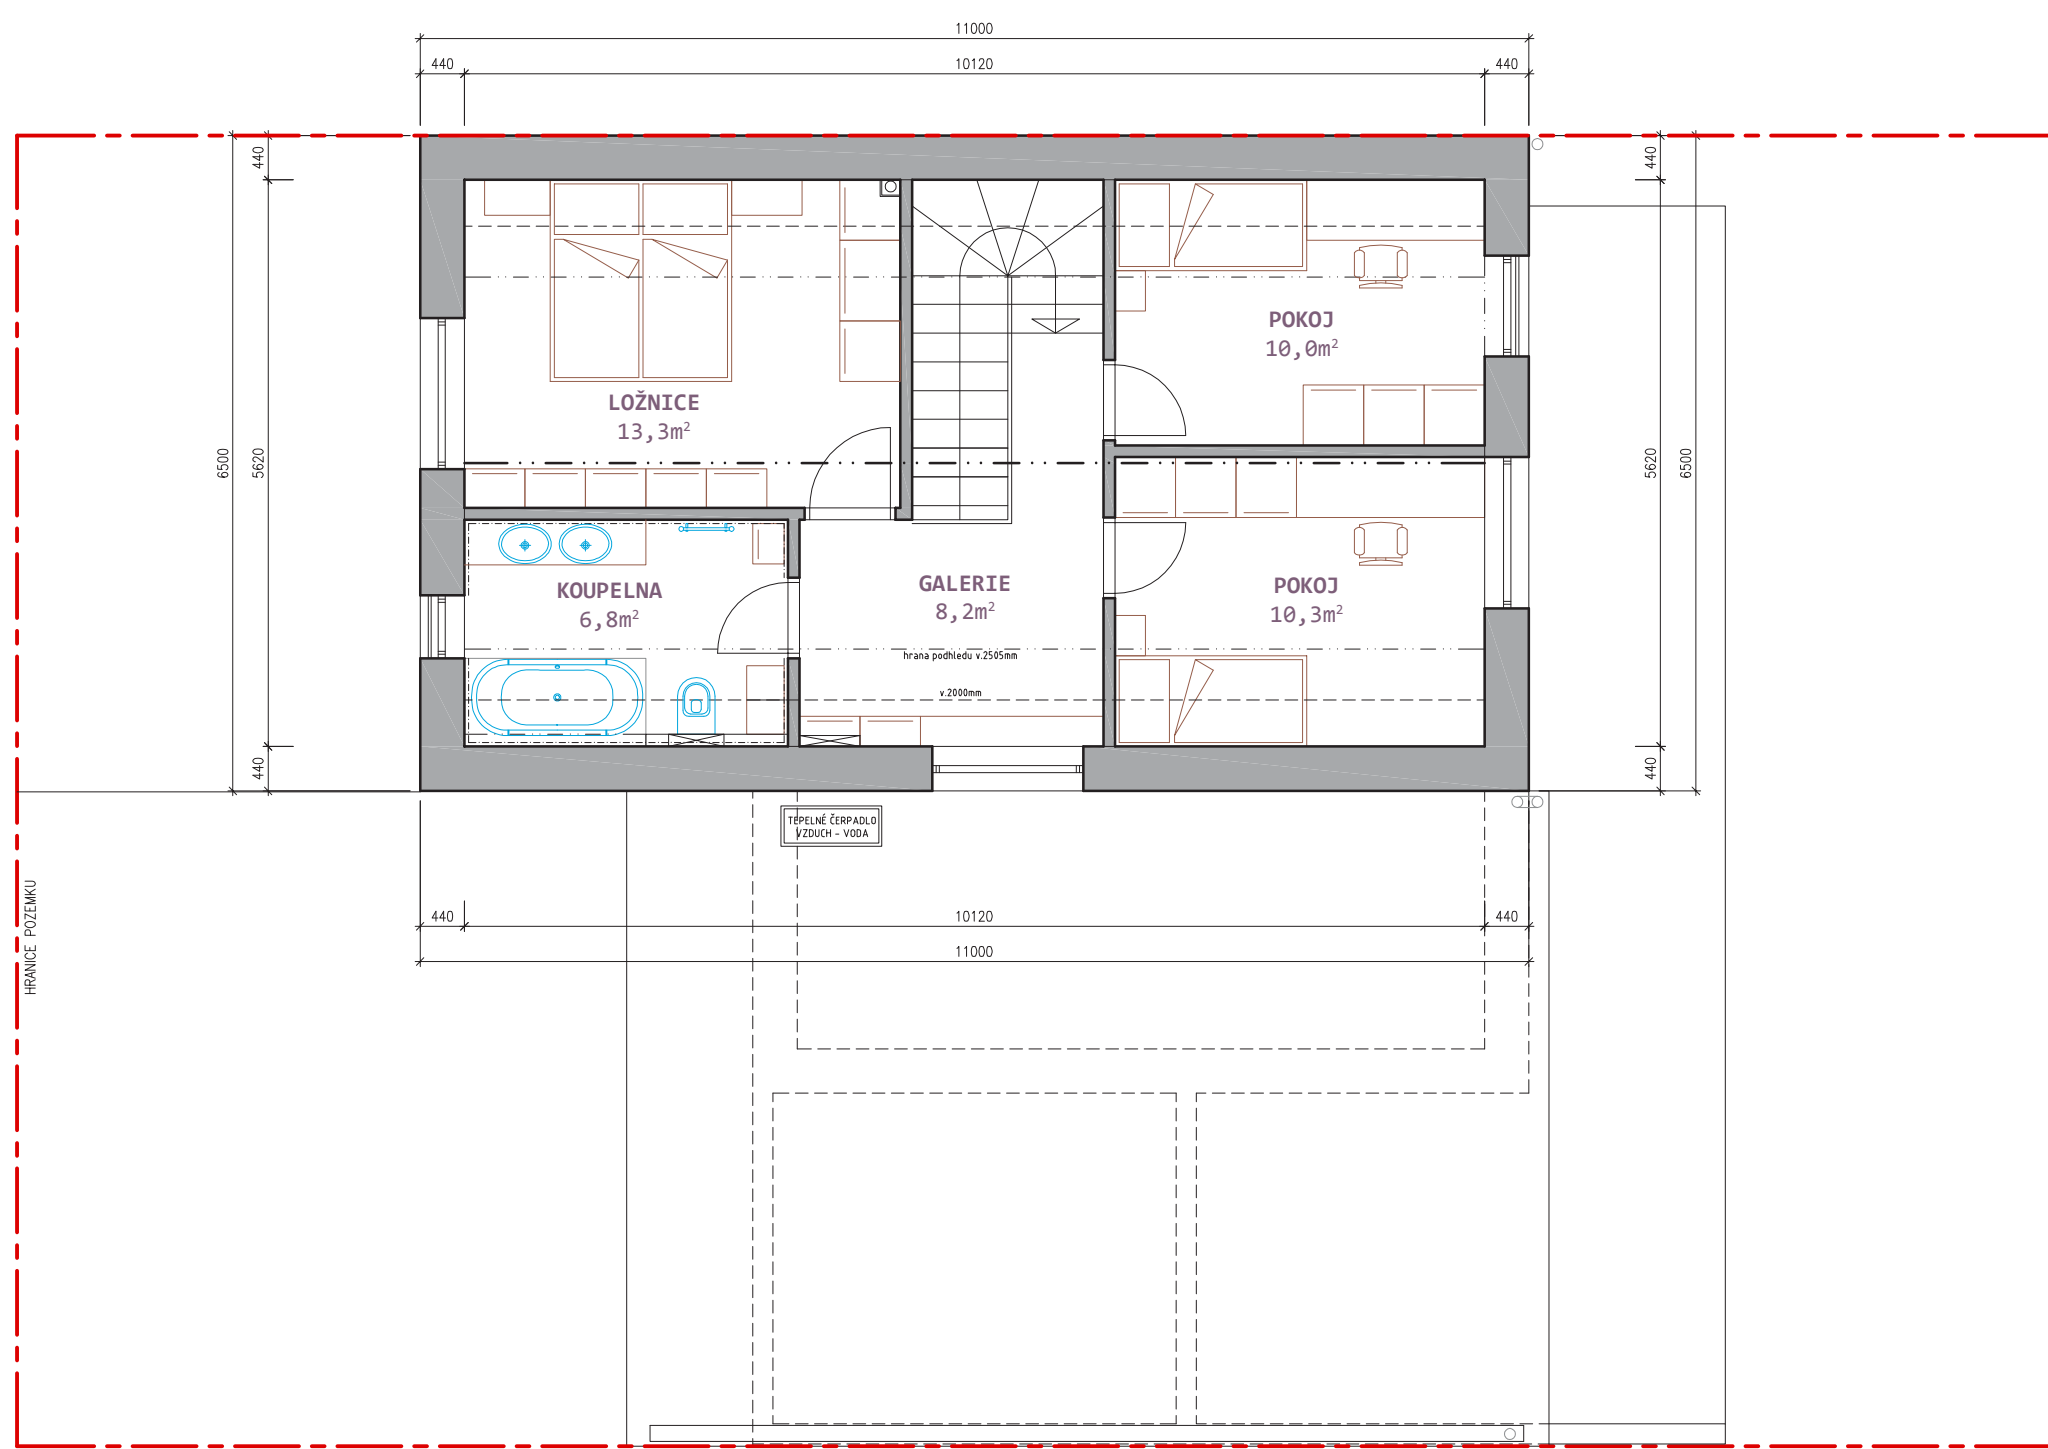 11000
440 10120 440
440
440
POKOJ
10,0m²
LOŽNICE
13,3m²
6500
5620
5620
6500
KOUPELNA
6,8m²
GALERIE
8,2m²
POKOJ
10,3m²
hrana podhledu v.2505mm
v.2000mm
440
440
TEPELNÉ ČERPADLO
VZDUCH - VODA
HRANICE POZEMKU
440 10120 440
11000